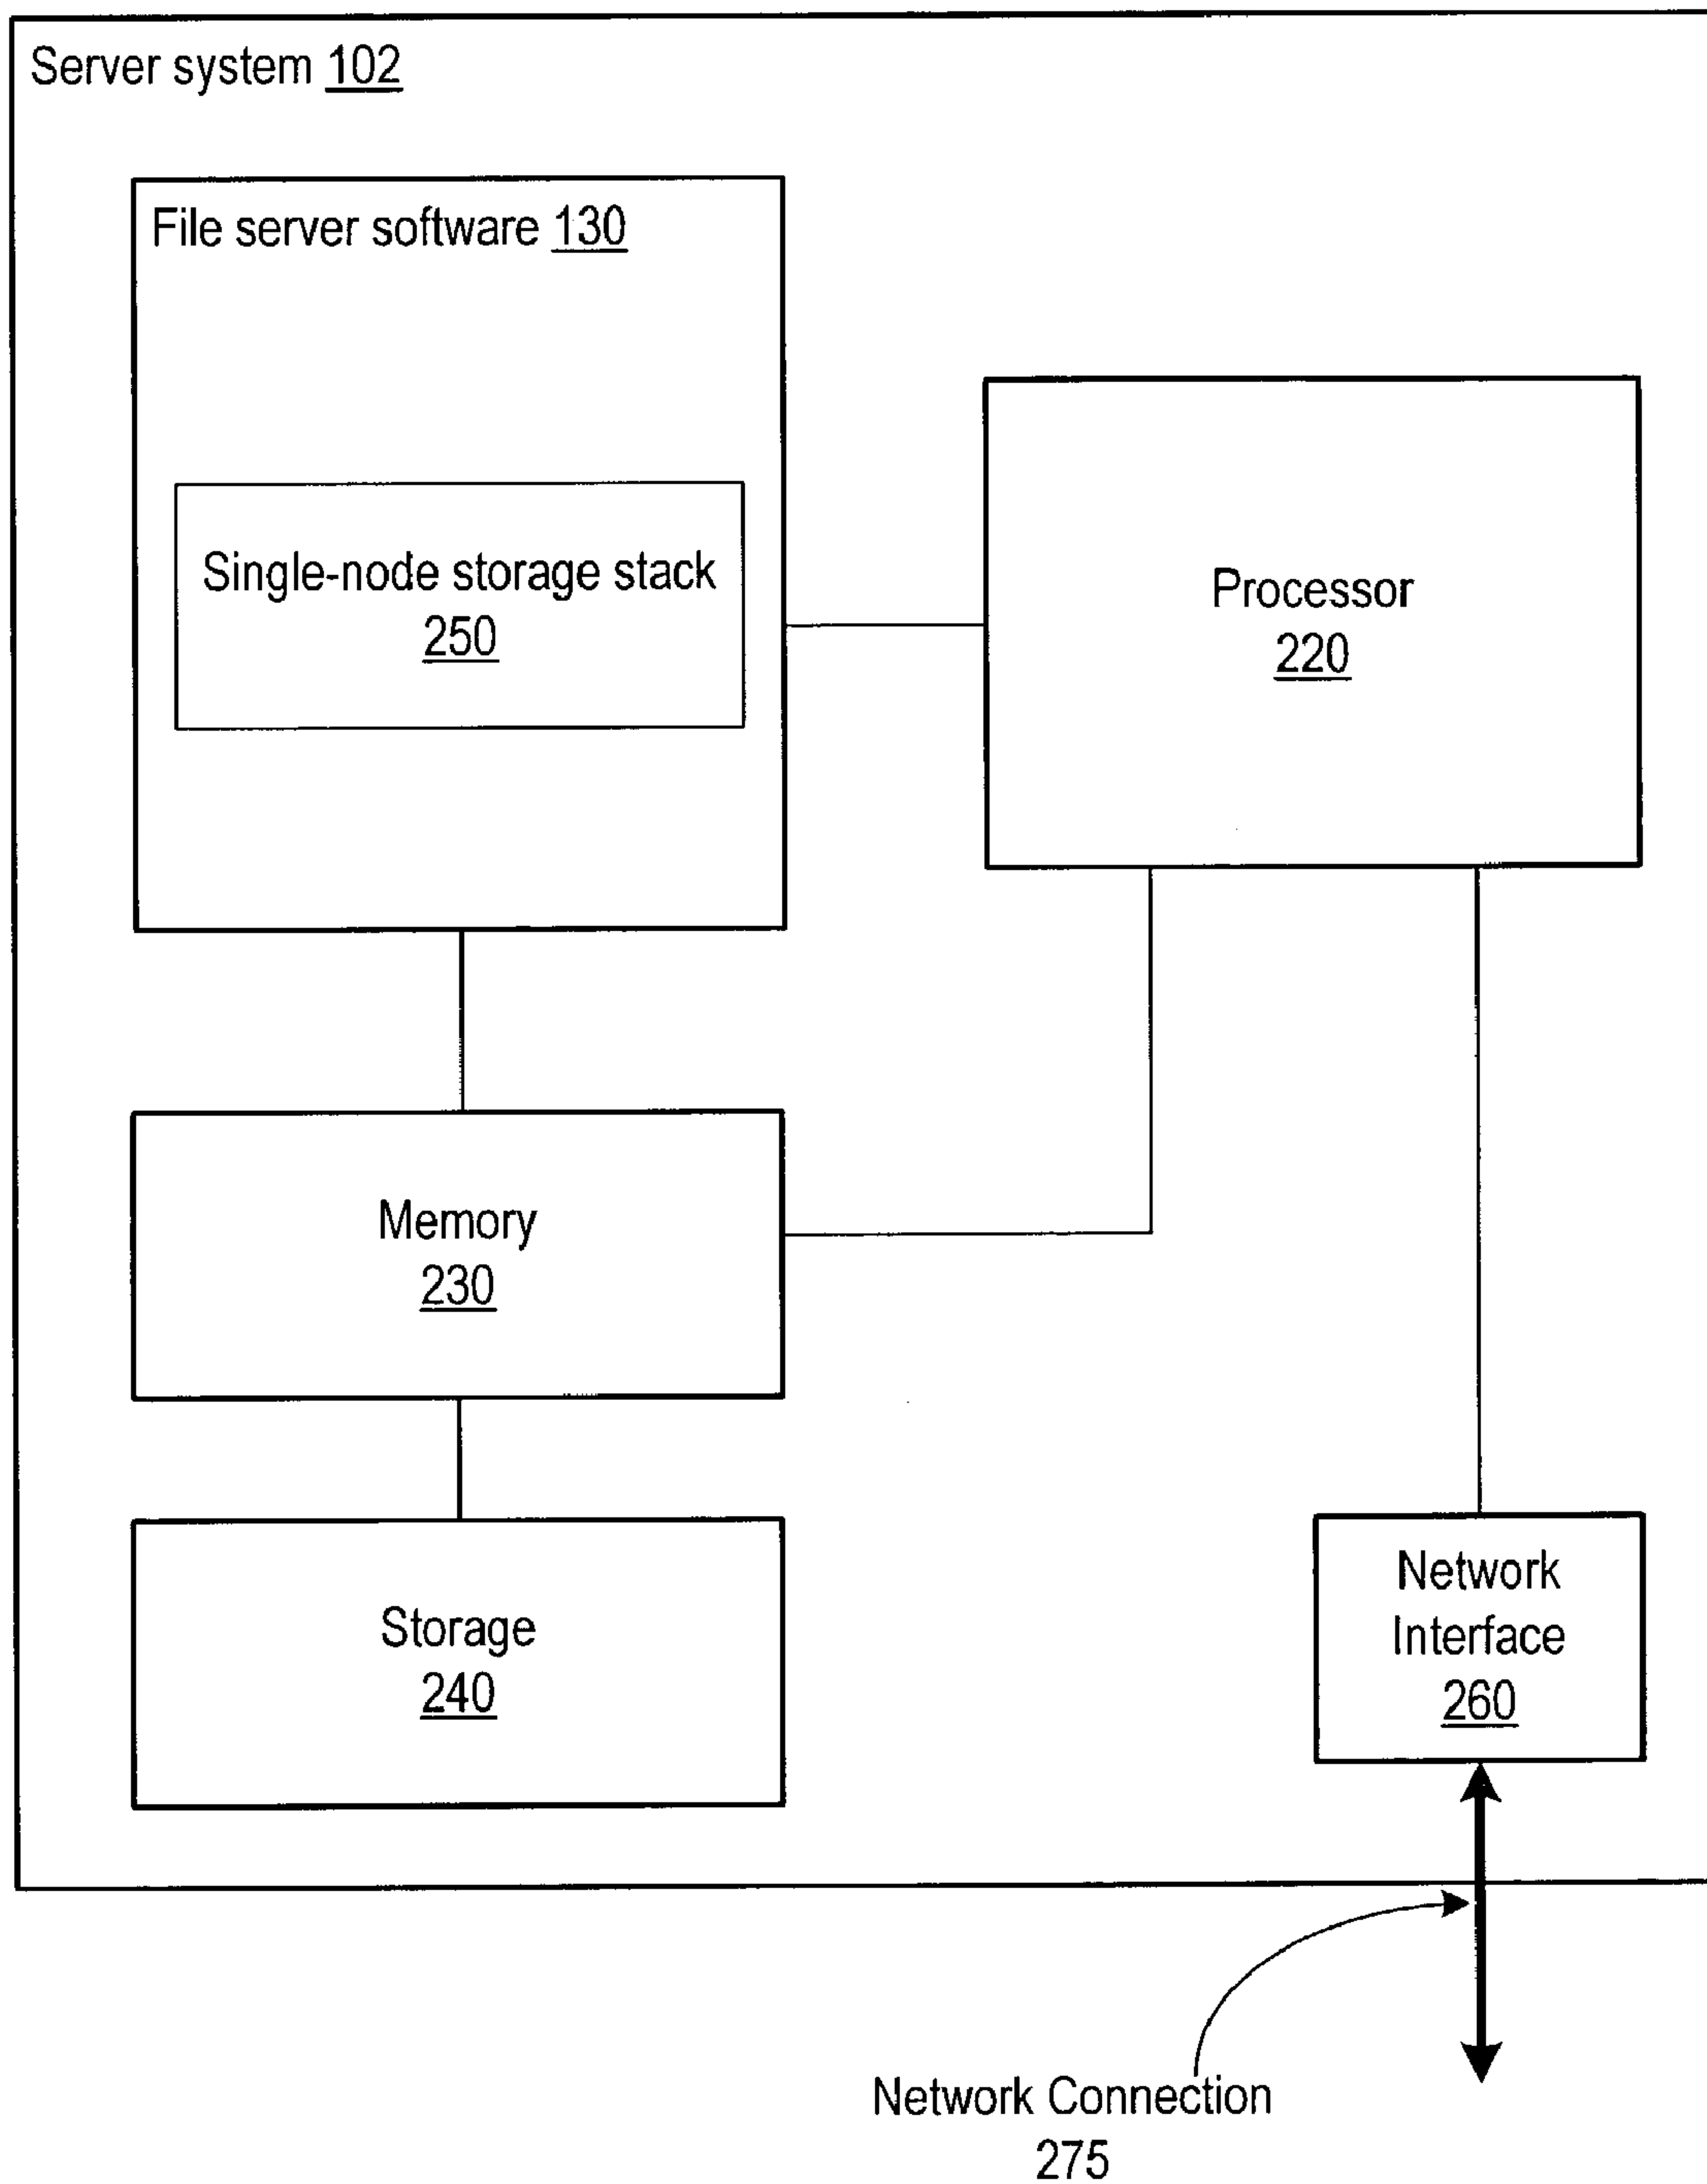 Server system 102
File server software 130
Single-node storage stack
250
Processor
220
Memory
230
Storage
240
Network
Interface
260
Network Connection
275